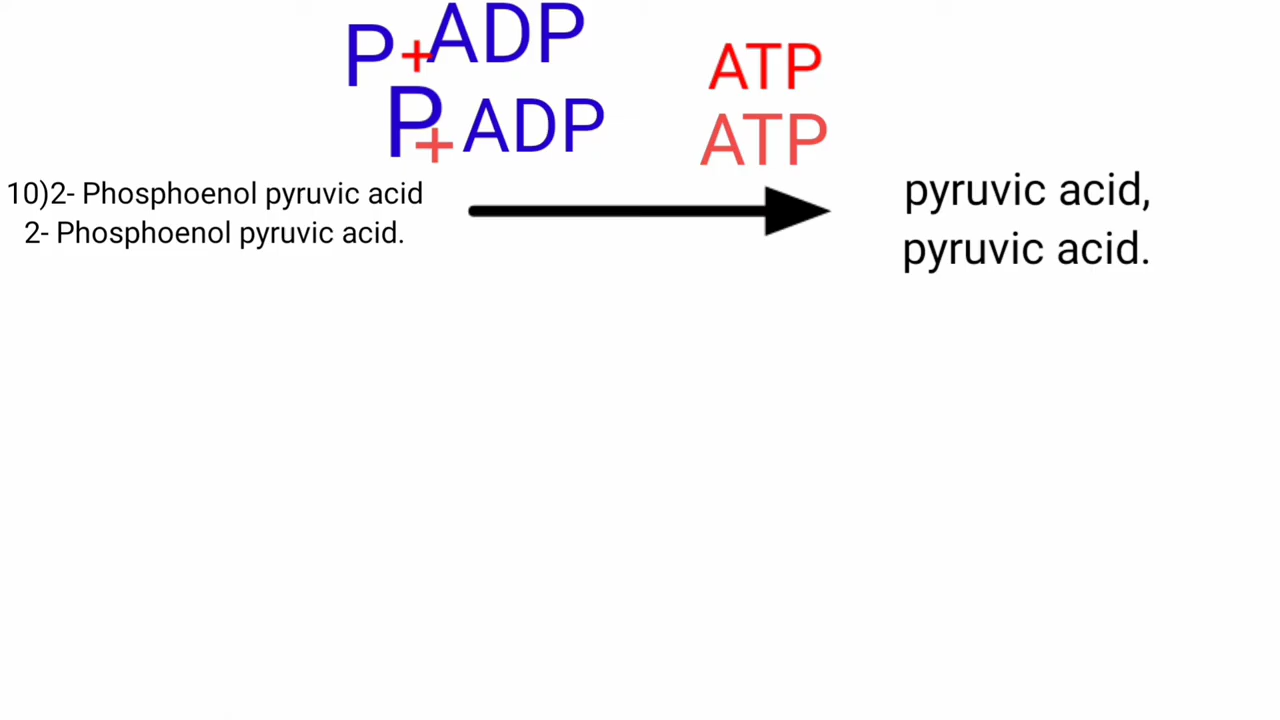 P + ADP
ATP
P + ADP
ATP
10)2- Phosphoenol pyruvic acid
2- Phosphoenol pyruvic acid.
pyruvic acid,
pyruvic acid.